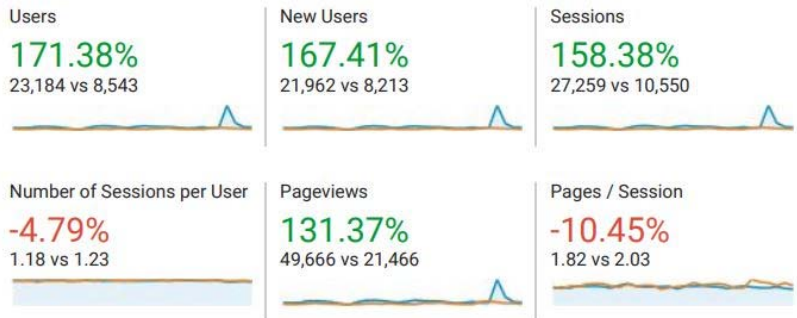 Users
171.38%
23,184 vs 8,543
New Users
167.41%
21,962 vs 8,213
Sessions
158.38%
27,259 vs 10,550
Number of Sessions per User
-4.79%
1.18 vs 1.23
Pageviews
131.37%
49,666 vs 21,466
Pages / Session
-10.45%
1.82 vs 2.03